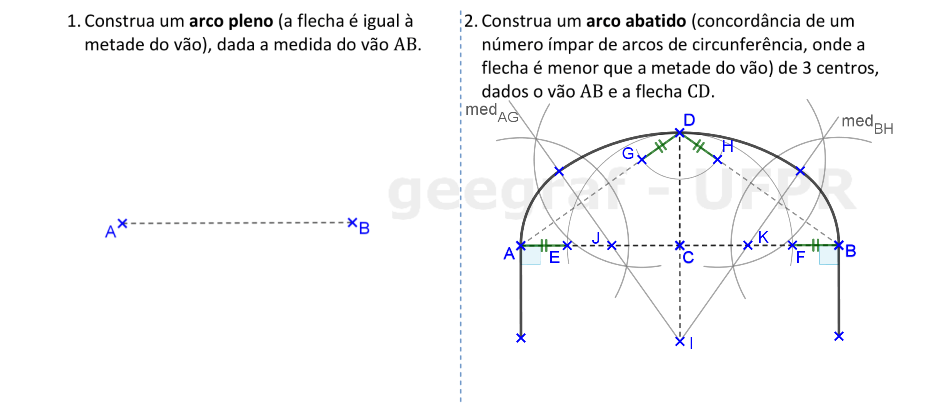 1. Construa um arco pleno (a flecha é igual à
metade do vão), dada a medida do vão AB.
2. Construa um arco abatido (concordância de um
número ímpar de arcos de circunferência, onde a
flecha é menor que a metade do vão) de 3 centros,
dados o vão AB e a flecha CD.
med AG
D
med BH
G
H
geegraf - UFPR
A
B
A
E
J
C
K
F
B
I